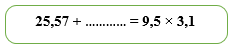 25,57 + ............ = 9,5 × 3,1